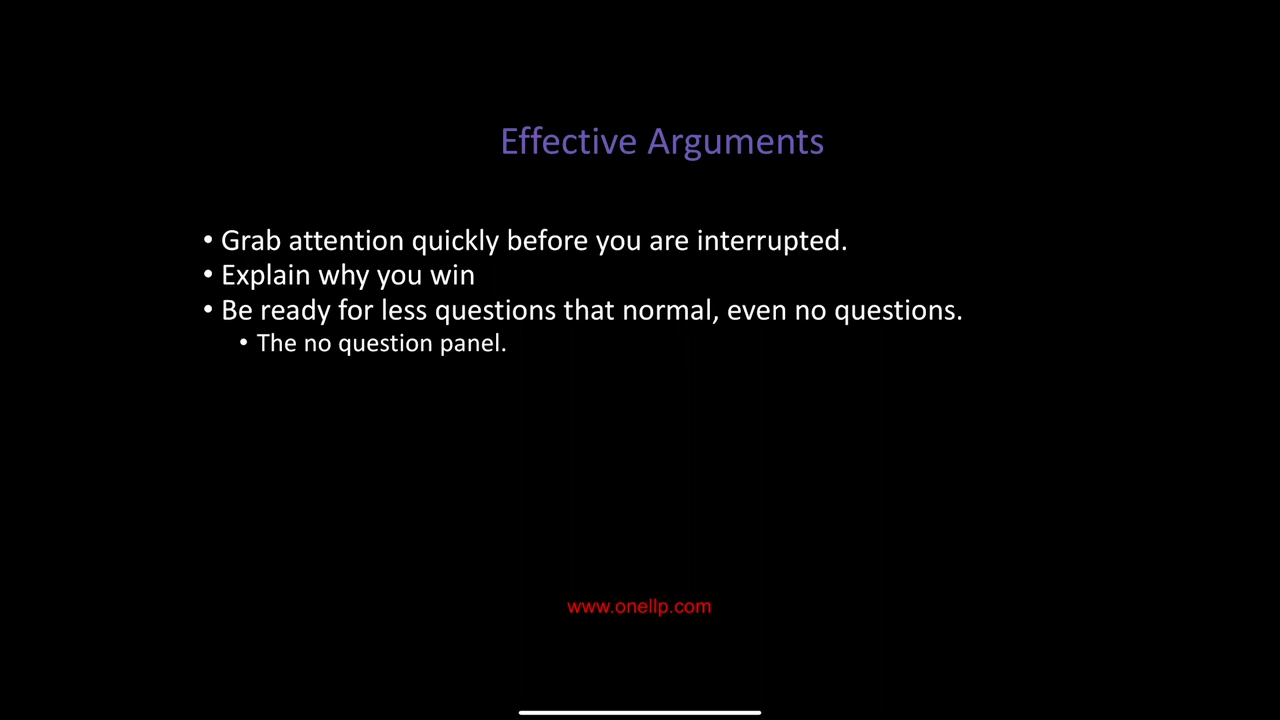 Effective Arguments
• Grab attention quickly before you are interrupted.
• Explain why you win
• Be ready for less questions that normal, even no questions.
• The no question panel.
www.onellp.com